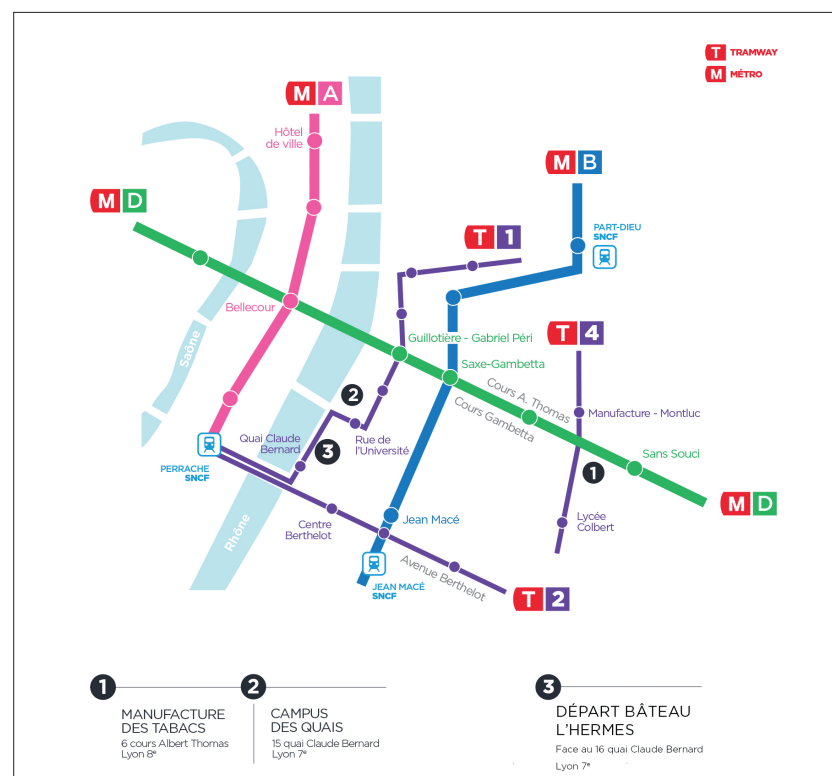 T TRAMWAY
M MÉTRO
M A
Hôtel
de ville
M B
M D
PART-DIEU
SNCF
T 1
Bellecour
Saône
Guillotière - Gabriel Péri
T 4
Saxe-Gambetta
Cours A. Thomas
Cours Gambetta
Manufacture - Montluc
2
Quai Claude
Bernard
3
Rue de
l'Université
Sans Souci
PERRACHE
SNCF
1
M D
Rhône
Centre
Berthelot
Jean Macé
Lycée
Colbert
Avenue Berthelot
JEAN MACÉ
SNCF
T 2
1
MANUFACTURE
DES TABACS
6 cours Albert Thomas
Lyon 8e
2
CAMPUS
DES QUAIS
15 quai Claude Bernard
Lyon 7e
3
DÉPART BÂTEAU
L'HERMES
Face au 16 quai Claude Bernard
Lyon 7e